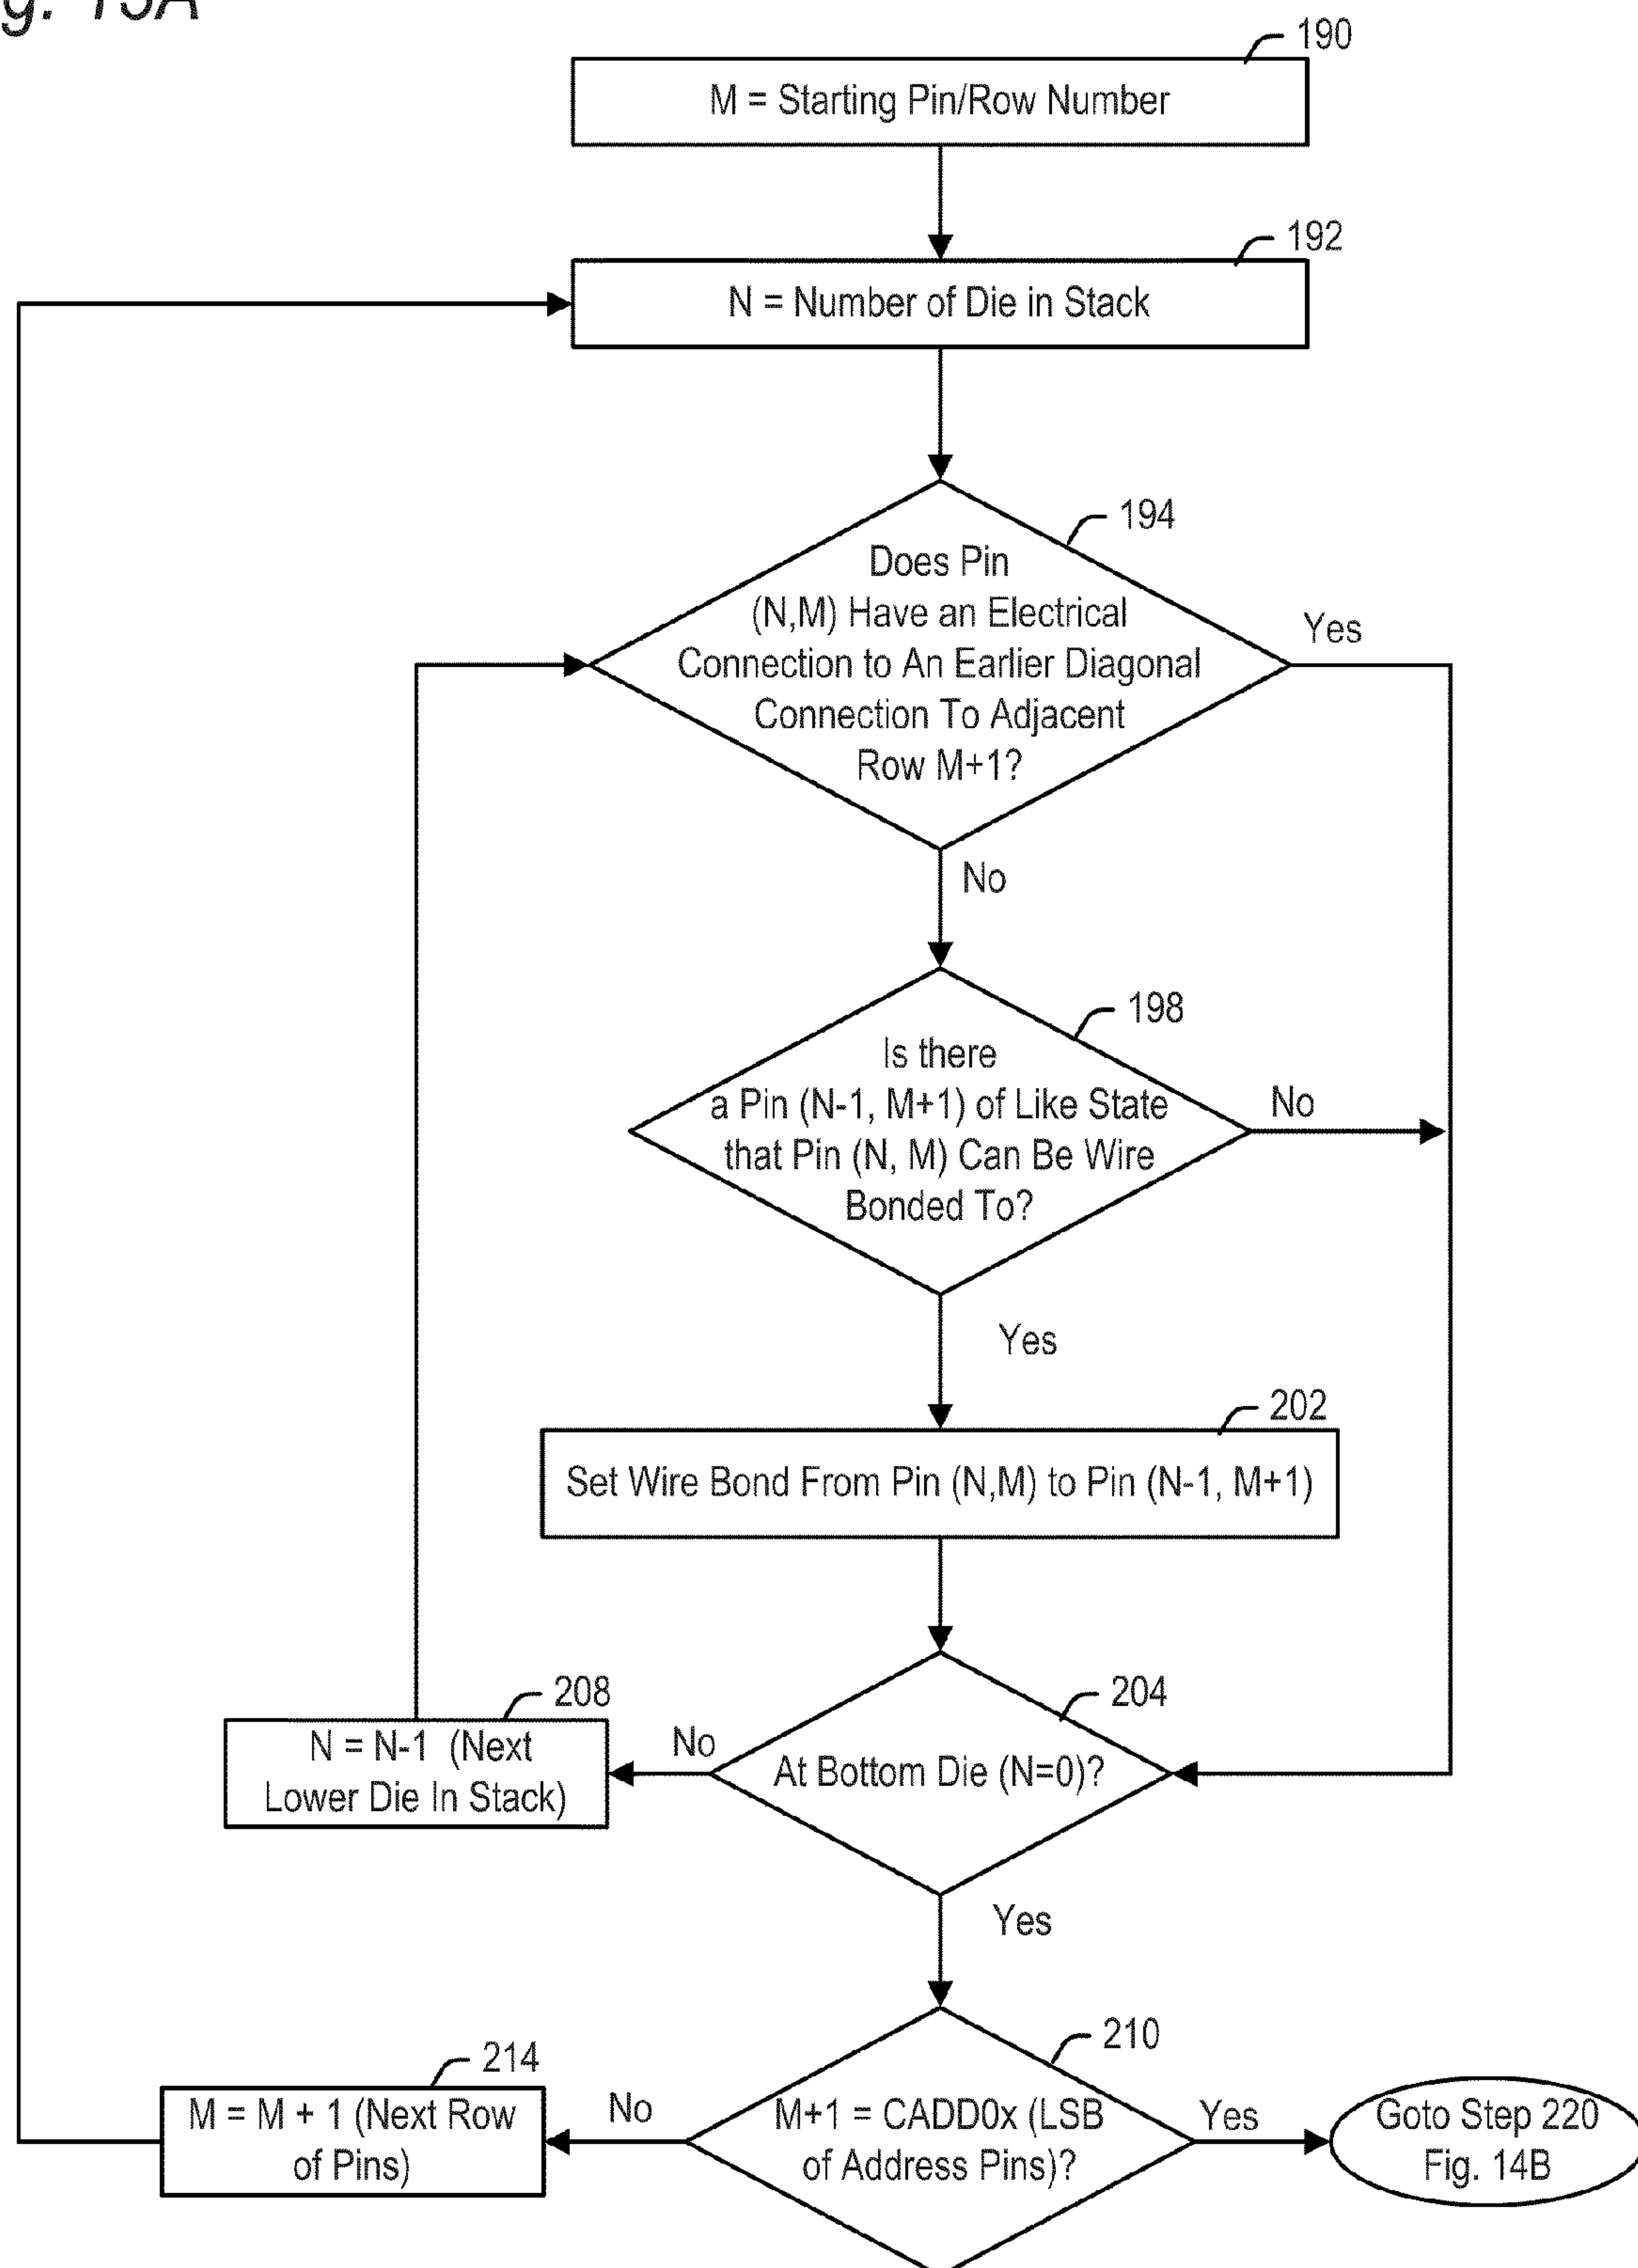 g. 13A
190
M = Starting Pin/Row Number
192
N = Number of Die in Stack
194
Does Pin
(N,M) Have an Electrical
Connection to An Earlier Diagonal
Connection To Adjacent
Row M+1?
Yes
No
198
Is there
a Pin (N-1, M+1) of Like State
that Pin (N, M) Can Be Wire
Bonded To?
No
Yes
202
Set Wire Bond From Pin (N,M) to Pin (N-1, M+1)
208
N = N-1 (Next
Lower Die In Stack)
No
204
At Bottom Die (N=0)?
Yes
214
M = M + 1 (Next Row
of Pins)
No
210
M+1 = CADD0x (LSB
of Address Pins)?
Yes
Goto Step 220
Fig. 14B